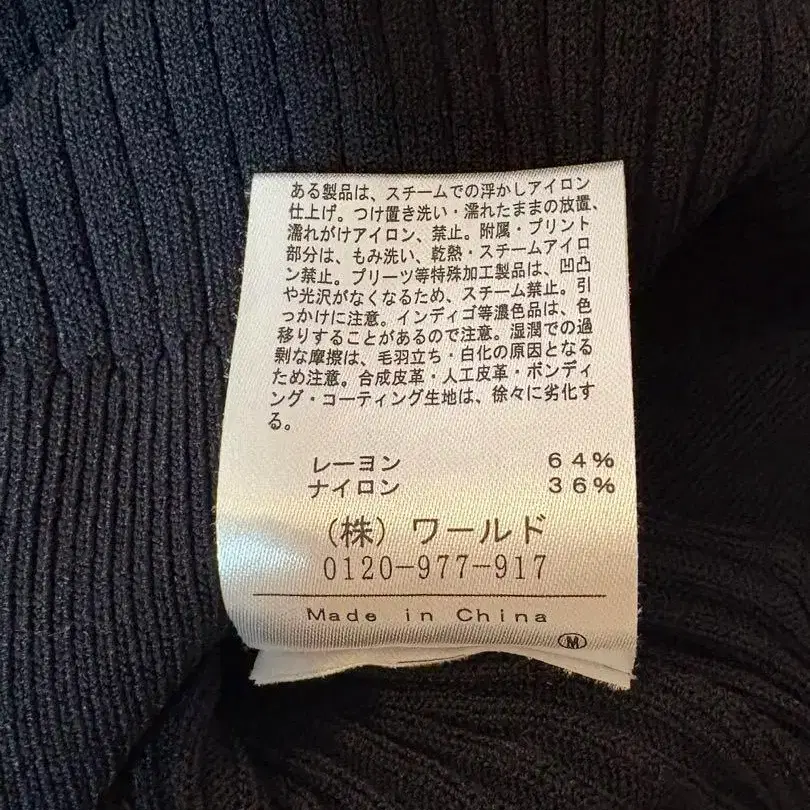 ある製品は、スチームでの浮かしアイロン
仕上げ。つけ置き洗い・濡れたままの放置、
濡れがけアイロン、禁止。附属・プリント
部分は、もみ洗い、乾熱・スチームアイロ
ン禁止。プリーツ等特殊加工製品は、凹凸
や光沢がなくなるため、スチーム禁止。引
っかけに注意。インディゴ等濃色品は、色
移りすることがあるので注意。湿潤での過
剰な摩擦は、毛羽立ち・白化の原因となる
ため注意。合成皮革・人工皮革・ボンディ
ング・コーティング生地は、徐々に劣化す
る。
レーヨン 64%
ナイロン 36%
(株) ワールド
0120-977-917
Made in China
M